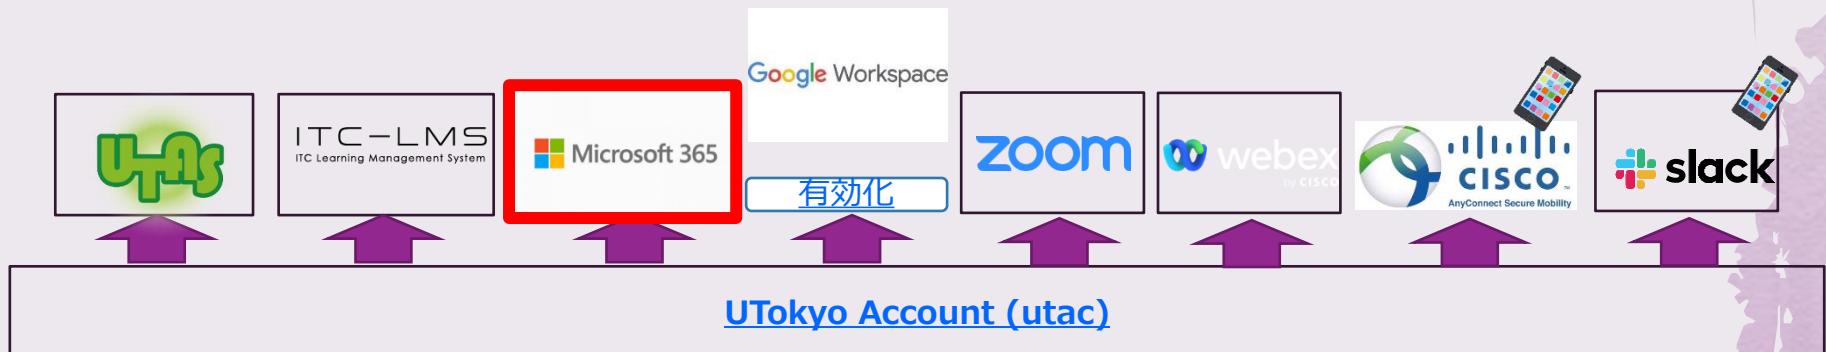 UTAS
ITC-LMS
ITC Learning Management System
Microsoft 365
Google Workspace
有効化
zoom
webex
by CISCO
CISCO
AnyConnect Secure Mobility
slack
UTokyo Account (utac)